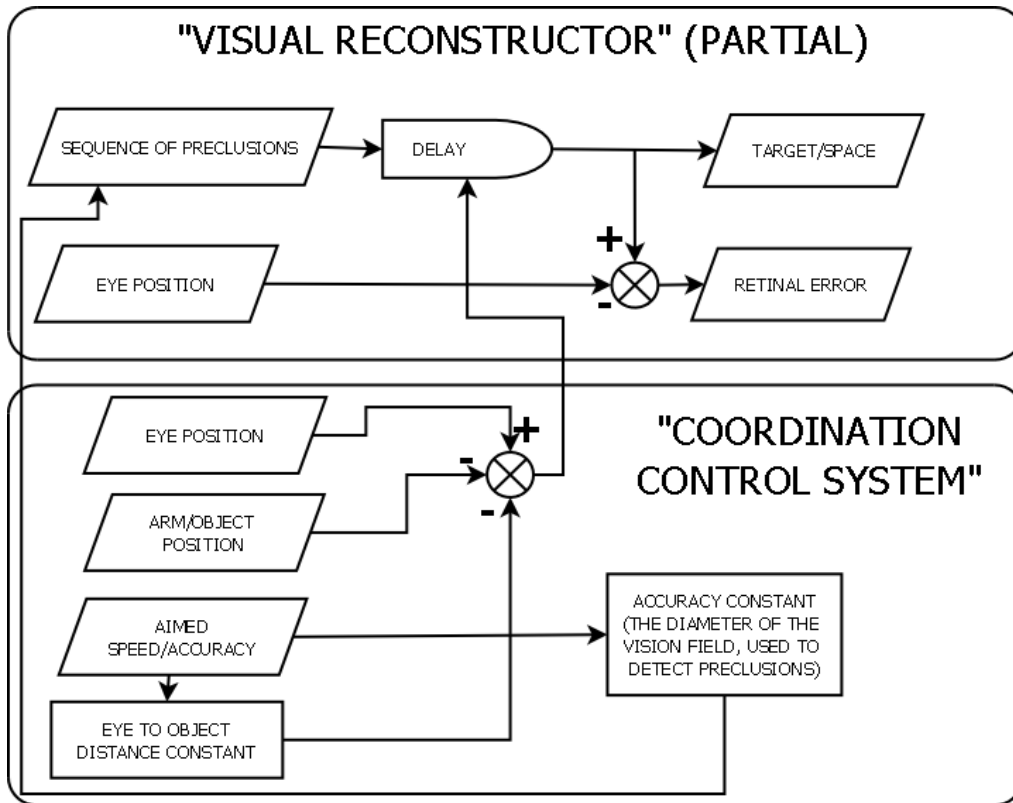 "VISUAL RECONSTRUCTOR" (PARTIAL)
SEQUENCE OF PRECLUSIONS
DELAY
TARGET/SPACE
+
EYE POSITION
-
RETINAL ERROR
EYE POSITION
+
"COORDINATION
CONTROL SYSTEM"
-
-
ARM/OBJECT
POSITION
AIMED
SPEED/ACCURACY
ACCURACY CONSTANT
(THE DIAMETER OF THE
VISION FIELD, USED TO
DETECT PRECLUSIONS)
EYE TO OBJECT
DISTANCE CONSTANT